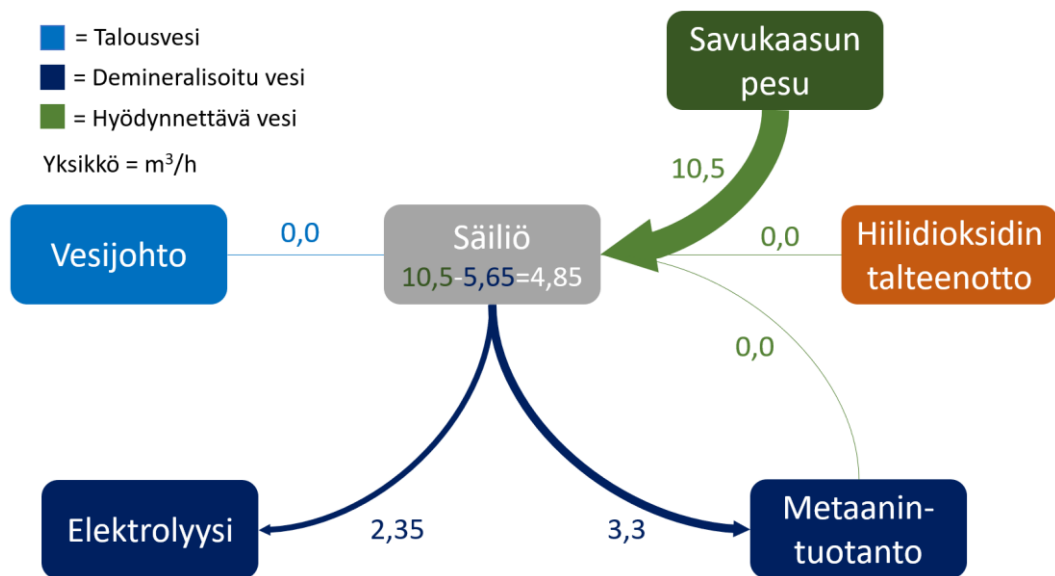 = Talousvesi
= Demineralisoitu vesi
= Hyödynnettävä vesi
Yksikkö = m³/h
Savukaasun
pesu
10,5
Vesijohto
0,0
Säiliö
10,5-5,65=4,85
0,0
Hiilidioksidin
talteenotto
0,0
Elektrolyysi
2,35
3,3
Metaanin-
tuotanto